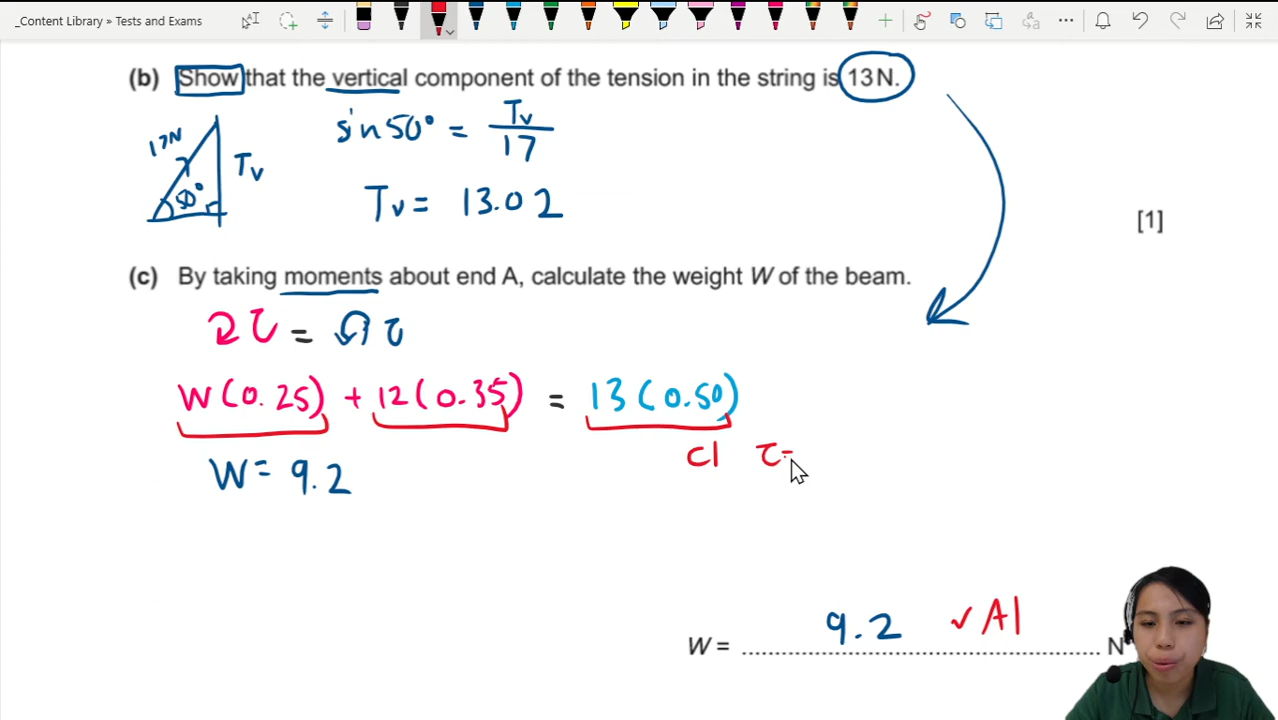 _Content Library » Tests and Exams
(b) Show that the vertical component of the tension in the string is 13 N.
17N
50°
Tv
sin50° = Tv/17
Tv = 13.02
[1]
(c) By taking moments about end A, calculate the weight W of the beam.
τ = τ
W(0.25) + 12(0.35) = 13(0.50)
C1 τ=
W = 9.2
W = 9.2 ✓A1 N